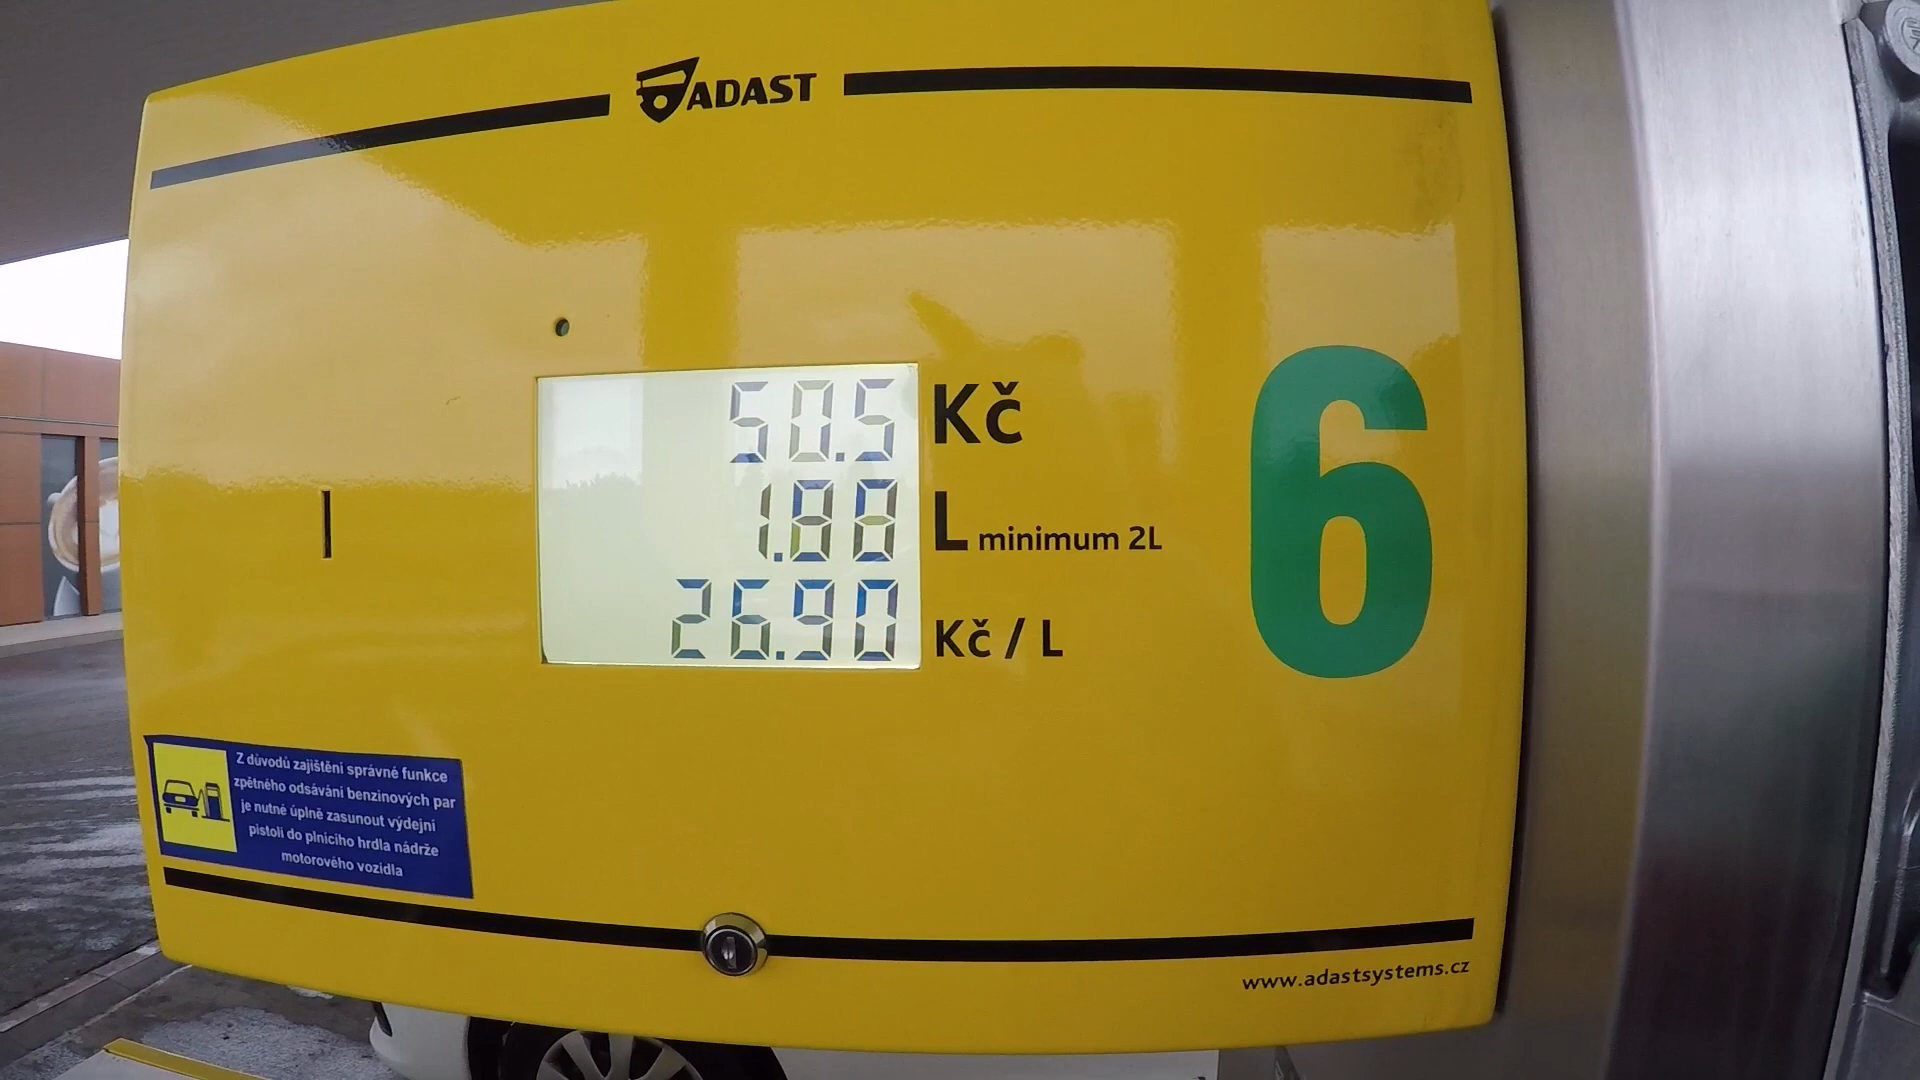 ADAST
50.5 Kč
1.88 L minimum 2L
26.90 Kč / L
6
Z důvodů zajištění správné funkce
zpětného odsávání benzinových par
je nutné úplně zasunout výdejní
pistoli do plnicího hrdla nádrže
motorového vozidla
www.adastsystems.cz